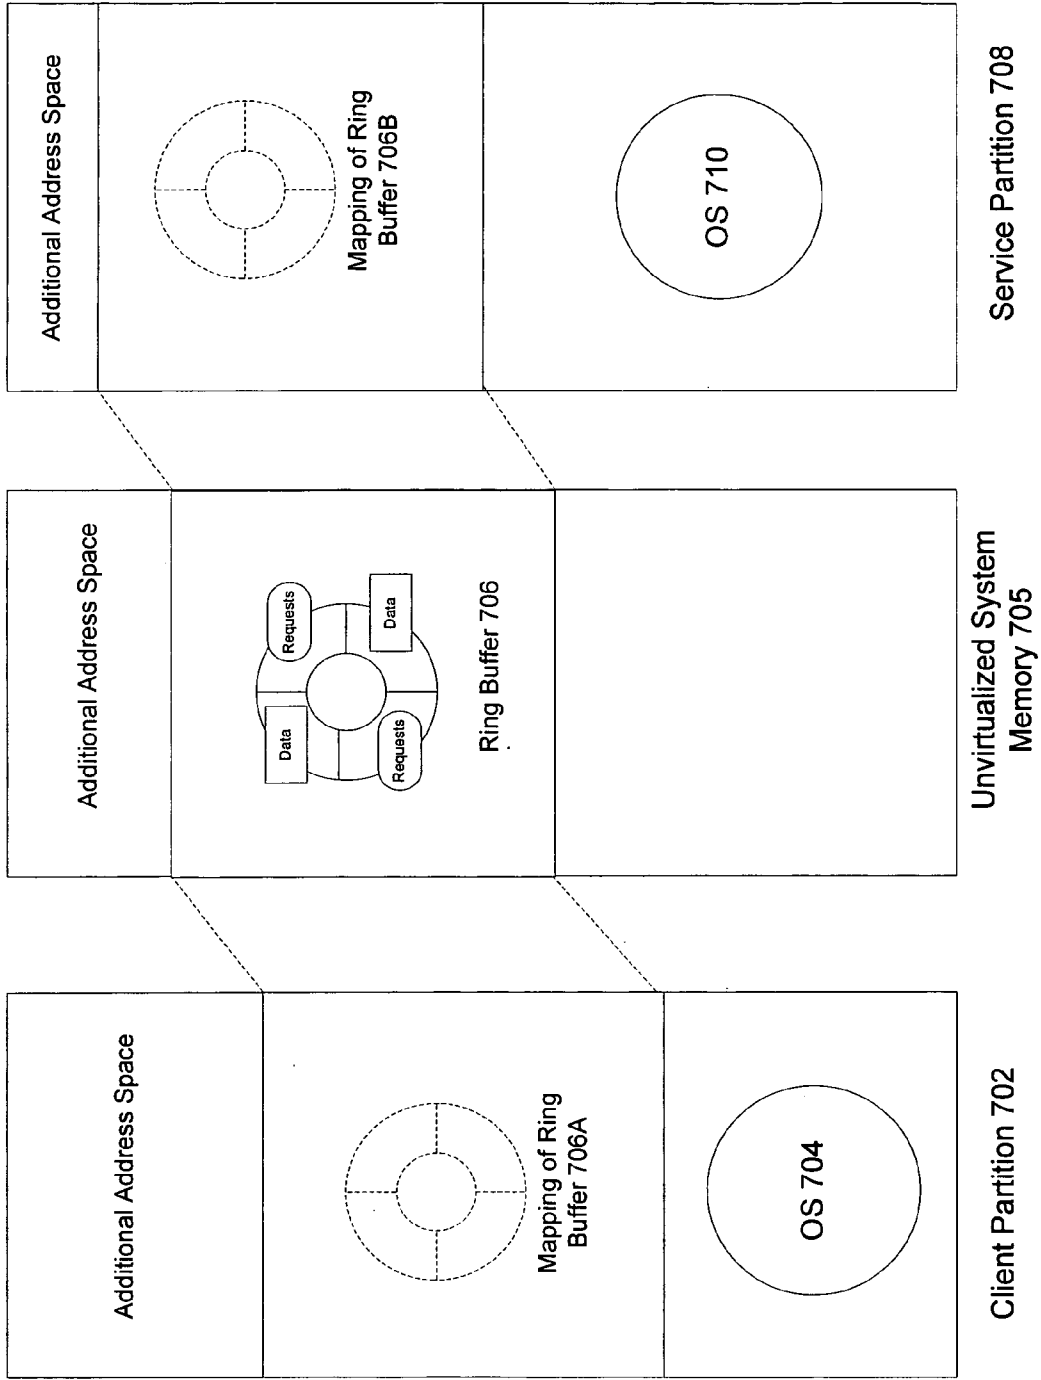 Additional Address Space
Mapping of Ring
Buffer 706A
OS 704
Client Partition 702
Additional Address Space
Data
Requests
Requests
Data
Ring Buffer 706
Unvirtualized System
Memory 705
Additional Address Space
Mapping of Ring
Buffer 706B
OS 710
Service Partition 708